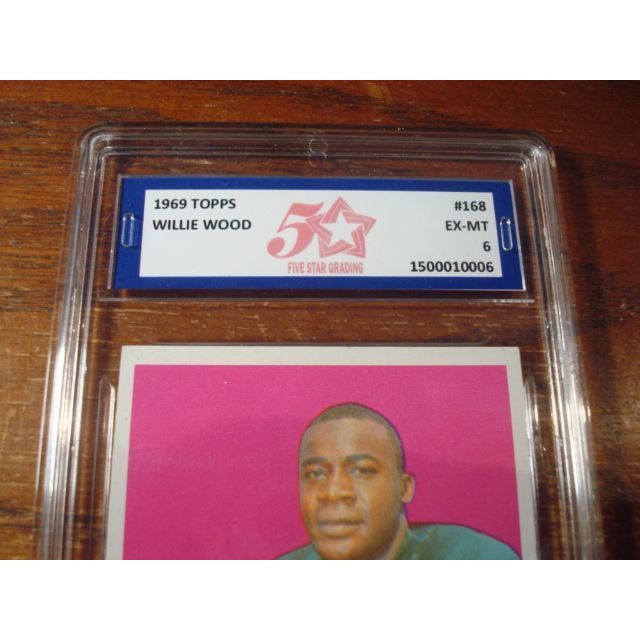 1969 TOPPS
WILLIE WOOD
5
FIVE STAR GRADING
#168
EX-MT
6
1500010006